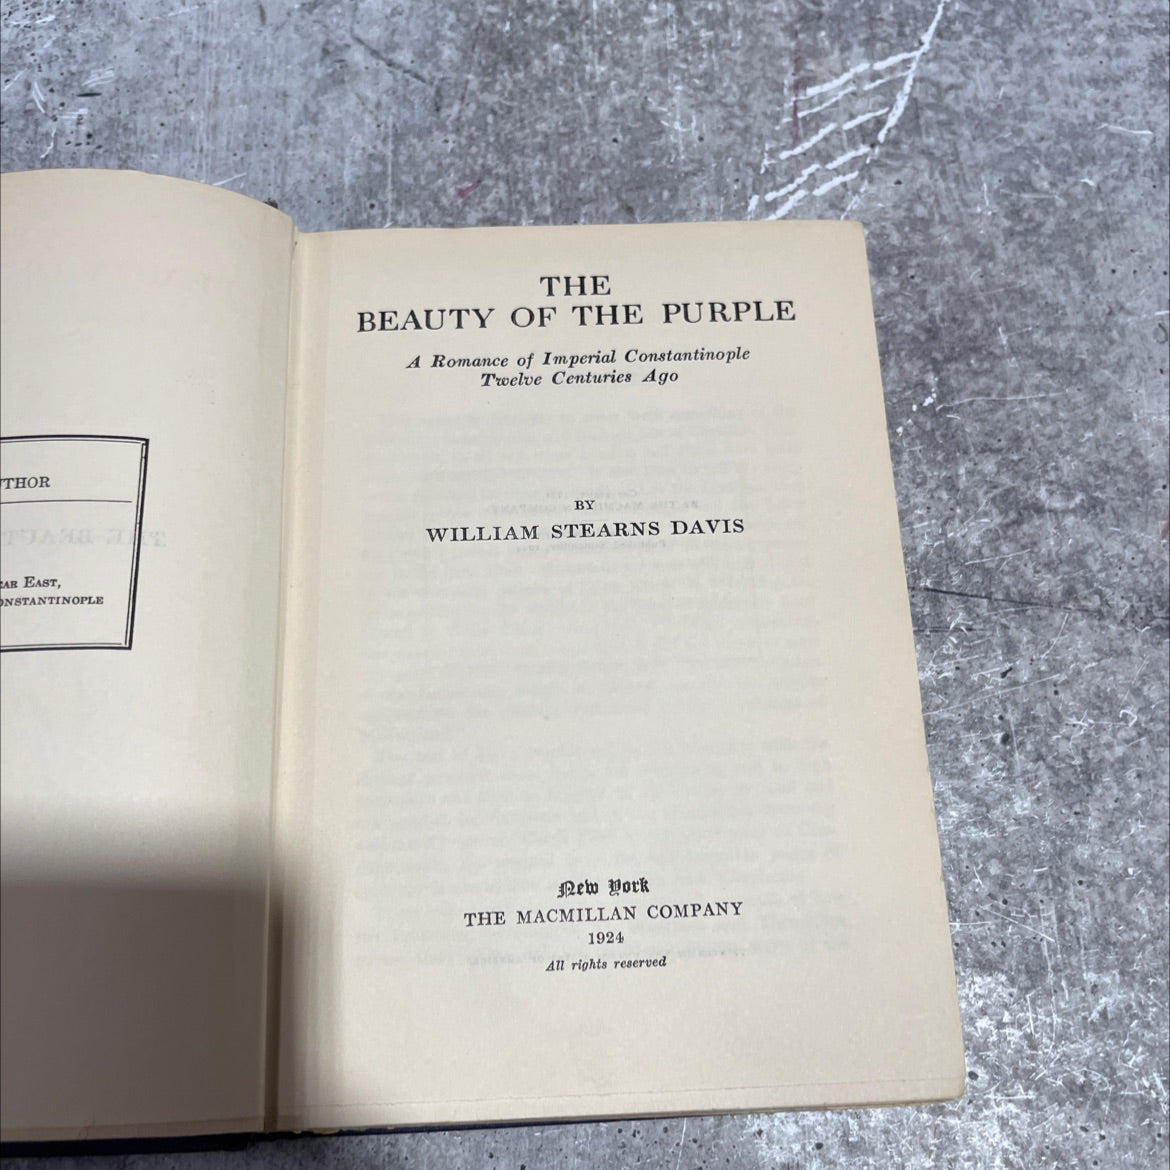 THOR
AR EAST,
ONSTANTINOPLE
THE
BEAUTY OF THE PURPLE
A Romance of Imperial Constantinople
Twelve Centuries Ago
BY
WILLIAM STEARNS DAVIS
New York
THE MACMILLAN COMPANY
1924
All rights reserved